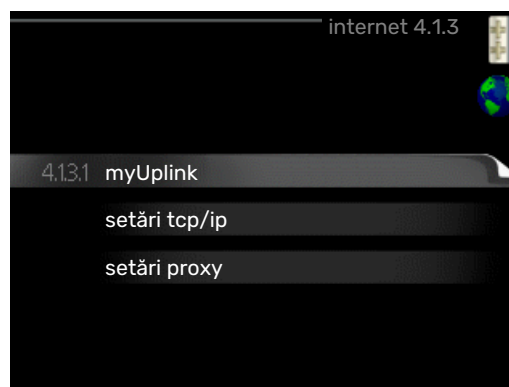 internet 4.1.3
4.1.3.1 myUplink
setări tcp/ip
setări proxy